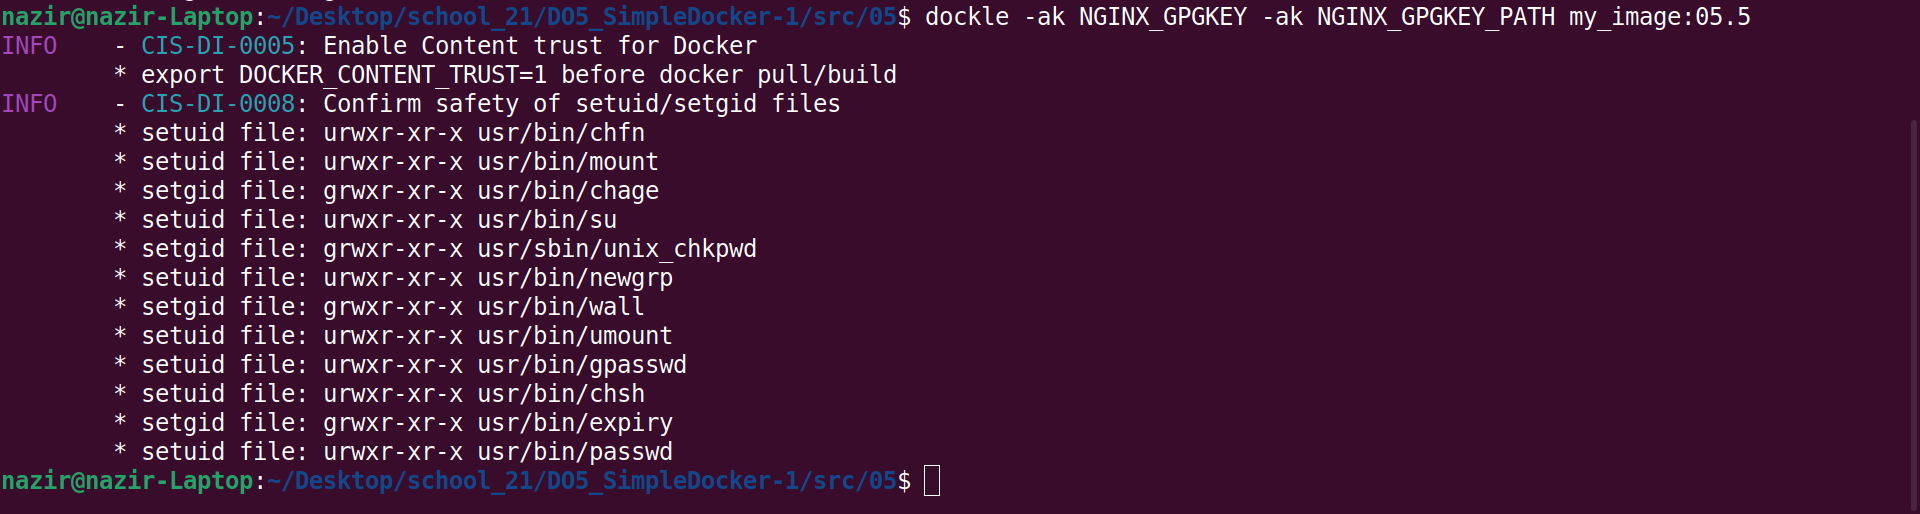 nazir@nazir-Laptop:~/Desktop/school_21/DO5_SimpleDocker-1/src/05$ dockle -ak NGINX_GPGKEY -ak NGINX_GPGKEY_PATH my_image:05.5
INFO    - CIS-DI-0005: Enable Content trust for Docker
        * export DOCKER_CONTENT_TRUST=1 before docker pull/build
INFO    - CIS-DI-0008: Confirm safety of setuid/setgid files
        * setuid file: urwxr-xr-x usr/bin/chfn
        * setuid file: urwxr-xr-x usr/bin/mount
        * setgid file: grwxr-xr-x usr/bin/chage
        * setuid file: urwxr-xr-x usr/bin/su
        * setgid file: grwxr-xr-x usr/sbin/unix_chkpwd
        * setuid file: urwxr-xr-x usr/bin/newgrp
        * setgid file: grwxr-xr-x usr/bin/wall
        * setuid file: urwxr-xr-x usr/bin/umount
        * setuid file: urwxr-xr-x usr/bin/gpasswd
        * setuid file: urwxr-xr-x usr/bin/chsh
        * setgid file: grwxr-xr-x usr/bin/expiry
        * setuid file: urwxr-xr-x usr/bin/passwd
nazir@nazir-Laptop:~/Desktop/school_21/DO5_SimpleDocker-1/src/05$